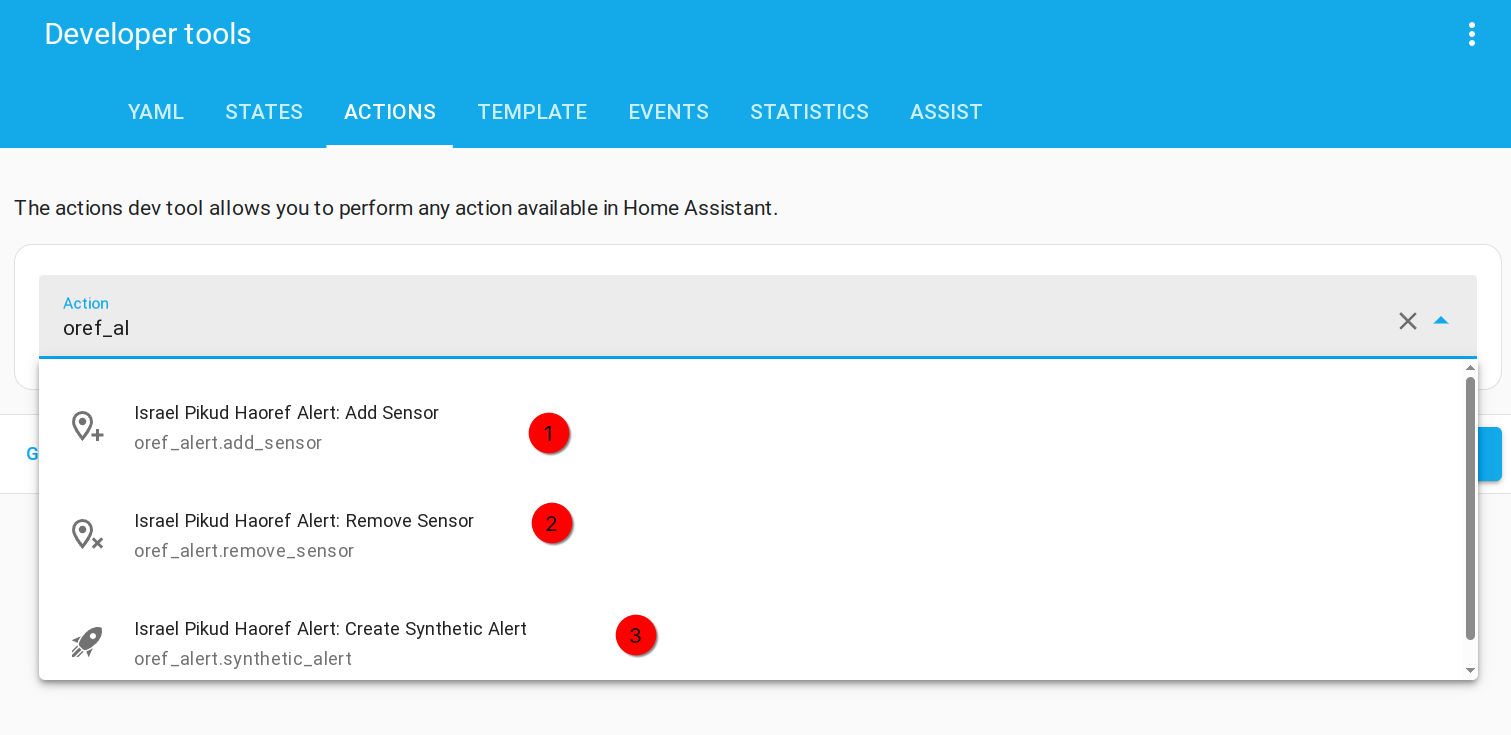 Developer tools
YAML STATES ACTIONS TEMPLATE EVENTS STATISTICS ASSIST
The actions dev tool allows you to perform any action available in Home Assistant.
Action
oref_al
Israel Pikud Haoref Alert: Add Sensor
oref_alert.add_sensor
1
G
Israel Pikud Haoref Alert: Remove Sensor
oref_alert.remove_sensor
2
Israel Pikud Haoref Alert: Create Synthetic Alert
oref_alert.synthetic_alert
3